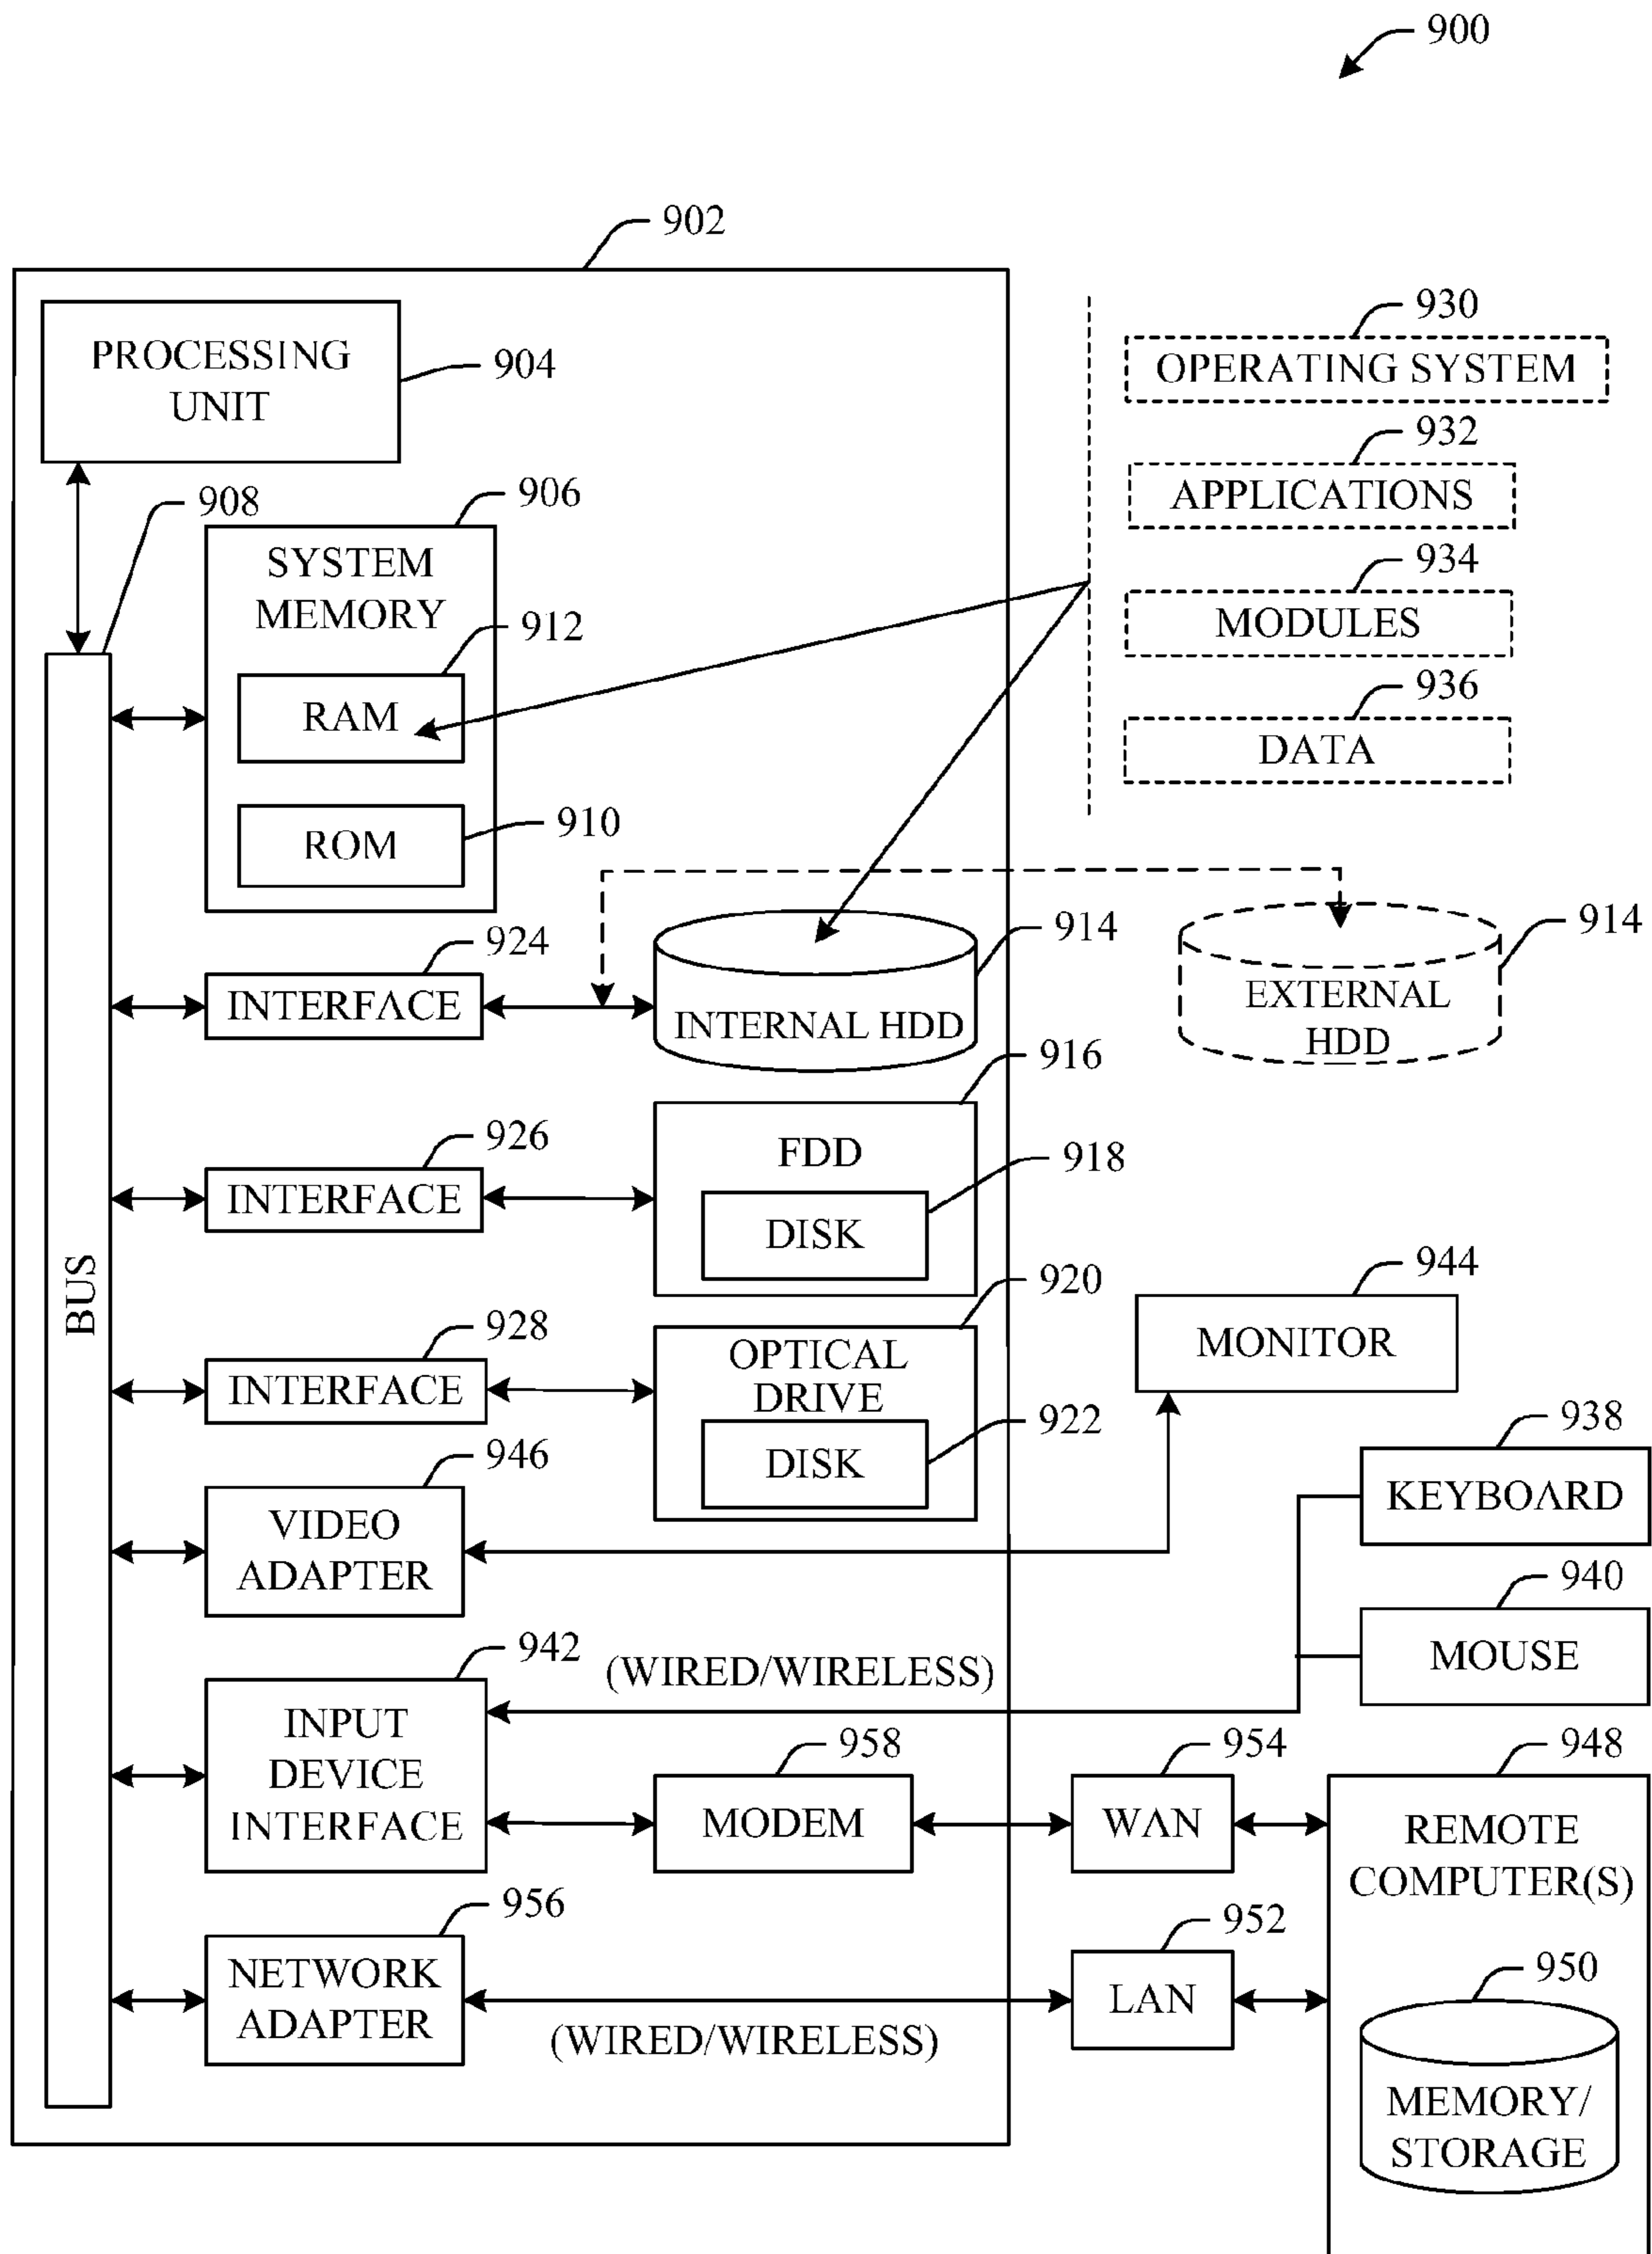 900
902
PROCESSING
UNIT
904
930
OPERATING SYSTEM
932
APPLICATIONS
934
MODULES
936
DATA
908
906
SYSTEM
MEMORY
912
RAM
910
ROM
924
INTERFACE
914
INTERNAL HDD
914
EXTERNAL
HDD
916
FDD
918
DISK
926
INTERFACE
BUS
920
OPTICAL
DRIVE
922
DISK
928
INTERFACE
944
MONITOR
946
VIDEO
ADAPTER
938
KEYBOARD
940
MOUSE
942
INPUT
DEVICE
INTERFACE
(WIRED/WIRELESS)
958
MODEM
954
WAN
948
REMOTE
COMPUTER(S)
956
NETWORK
ADAPTER
(WIRED/WIRELESS)
952
LAN
950
MEMORY/
STORAGE